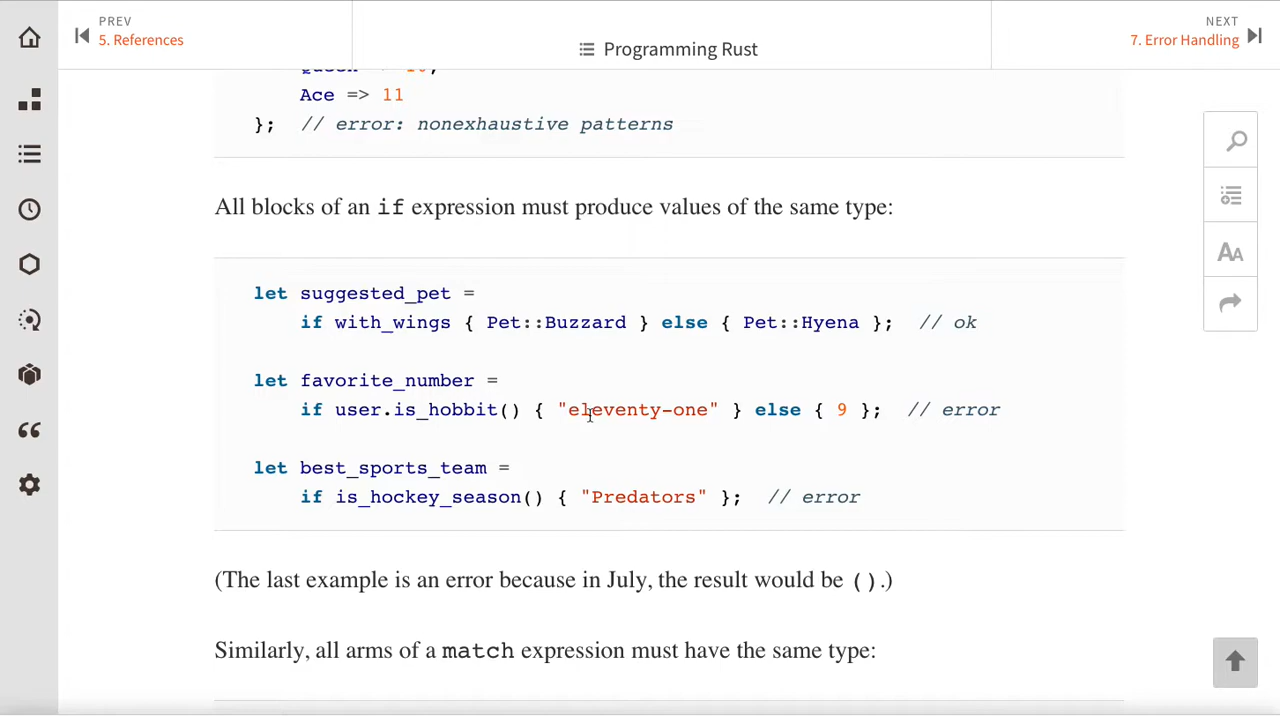 PREV
5. References
Programming Rust
NEXT
7. Error Handling
Ace => 11
}; // error: nonexhaustive patterns
All blocks of an if expression must produce values of the same type:
let suggested_pet =
if with_wings { Pet::Buzzard } else { Pet::Hyena }; // ok
let favorite_number =
if user.is_hobbit() { "eleventy-one" } else { 9 }; // error
let best_sports_team =
if is_hockey_season() { "Predators" }; // error
(The last example is an error because in July, the result would be ().)
Similarly, all arms of a match expression must have the same type:
AA